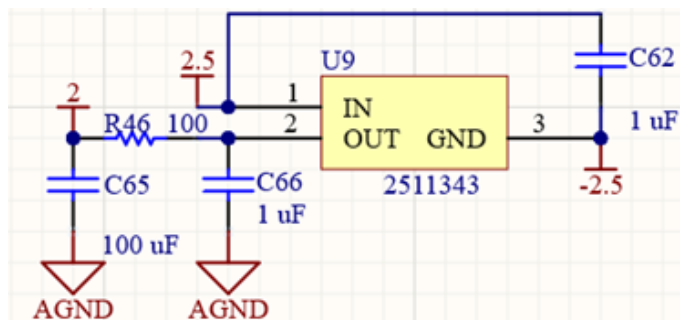 2.5
U9
C62
2
1
IN
R46
100
2
OUT
GND
3
1 uF
C65
C66
2511343
-2.5
1 uF
100 uF
AGND
AGND